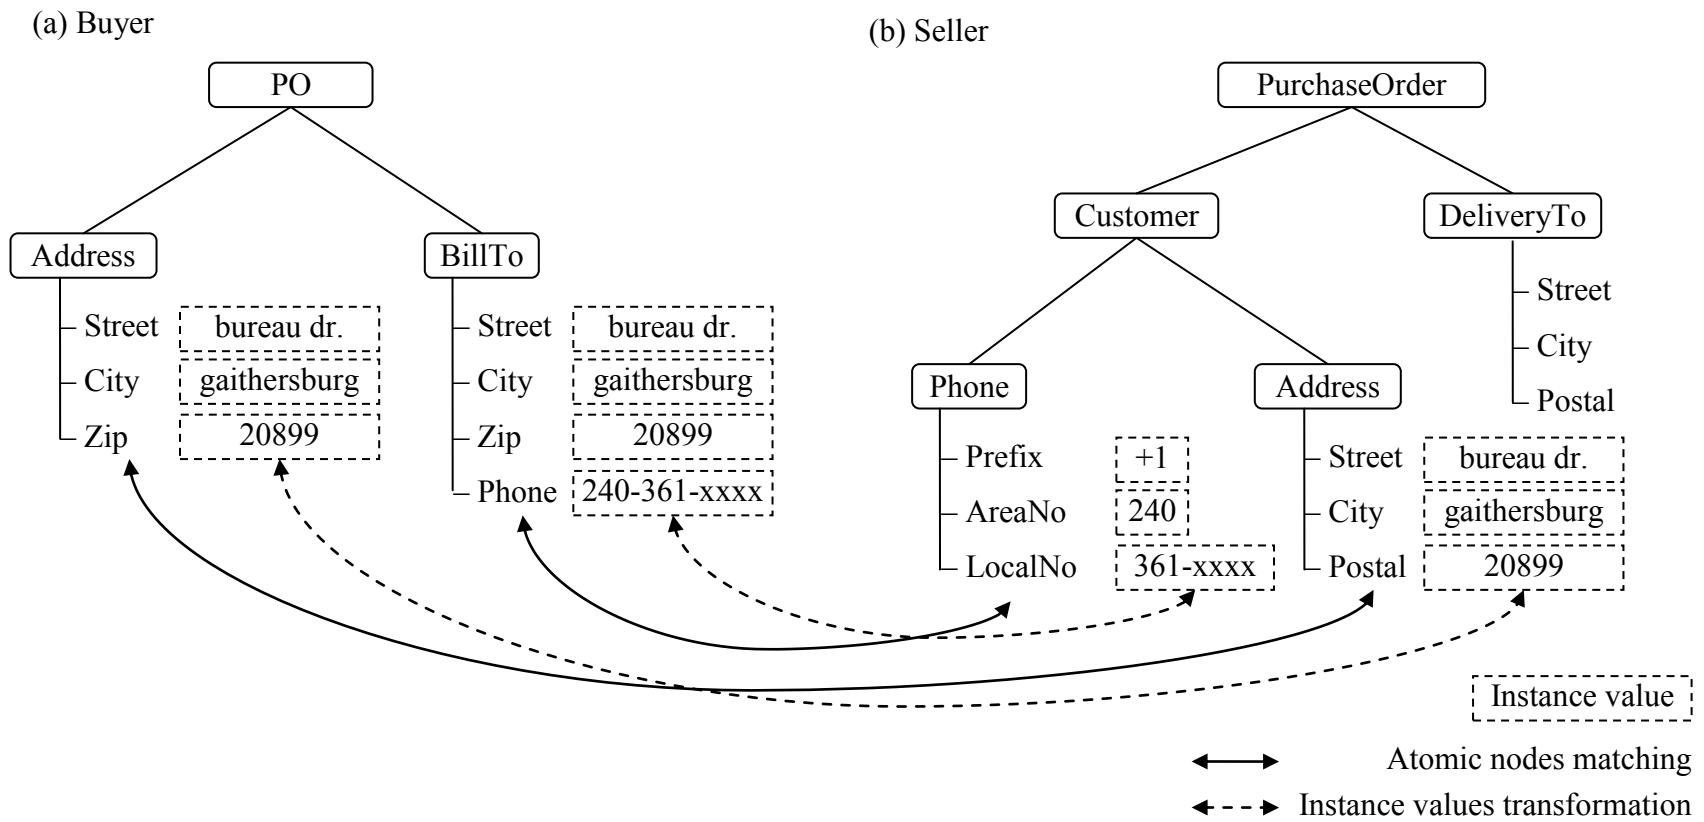 (a) Buyer
PO
Address
Street bureau dr.
City gaithersburg
Zip 20899
BillTo
Street bureau dr.
City gaithersburg
Zip 20899
Phone 240-361-xxxx
(b) Seller
PurchaseOrder
Customer
DeliveryTo
Street
City
Postal
Phone
Prefix +1
AreaNo 240
LocalNo 361-xxxx
Address
Street bureau dr.
City gaithersburg
Postal 20899
Instance value
Atomic nodes matching
Instance values transformation